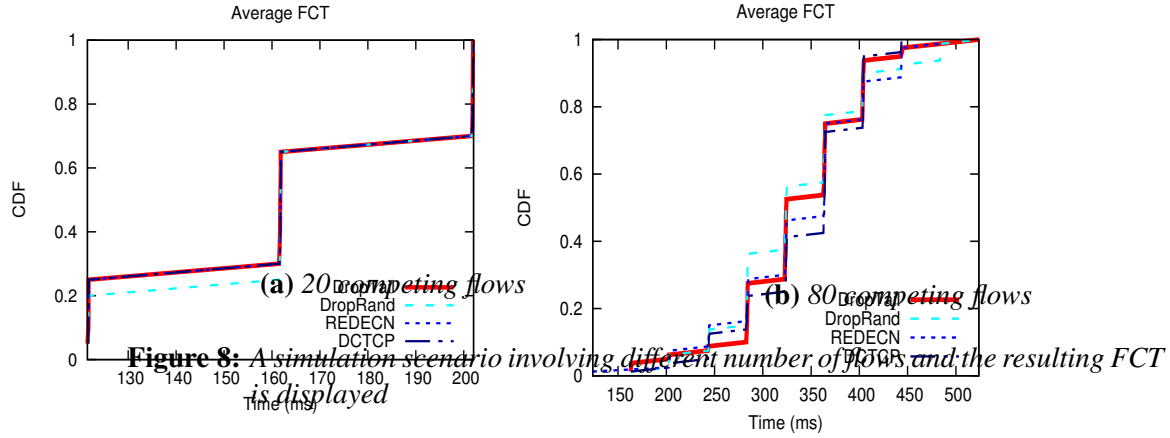 Average FCT
1
0.8
0.6
0.4
0.2
0
CDF
130 140 150 160 170 180 190 200
Time (ms)
DropTail
DropRand
REDECN
DCTCP
(a) 20 competing flows
Average FCT
1
0.8
0.6
0.4
0.2
0
CDF
150 200 250 300 350 400 450 500
Time (ms)
DropTail
DropRand
REDECN
DCTCP
(b) 80 competing flows
Figure 8: A simulation scenario involving different number of flows and the resulting FCT
is displayed